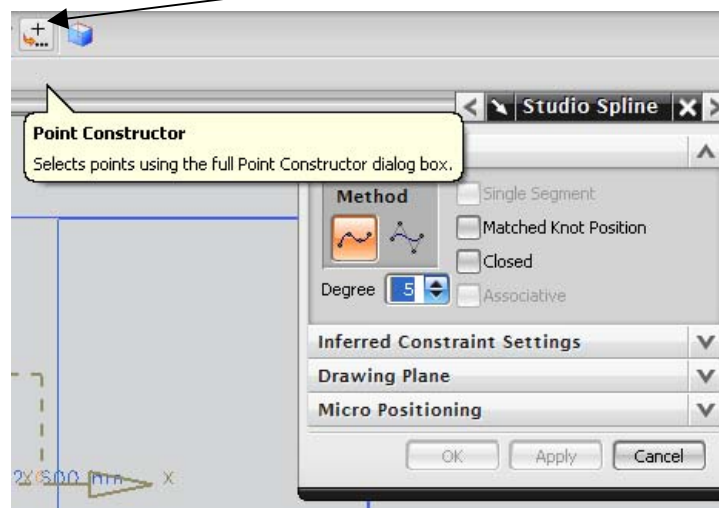 Studio Spline
Point Constructor
Selects points using the full Point Constructor dialog box.
Method
Single Segment
Matched Knot Position
Closed
Degree 5
Associative
Inferred Constraint Settings
Drawing Plane
Micro Positioning
OK Apply Cancel
mm X